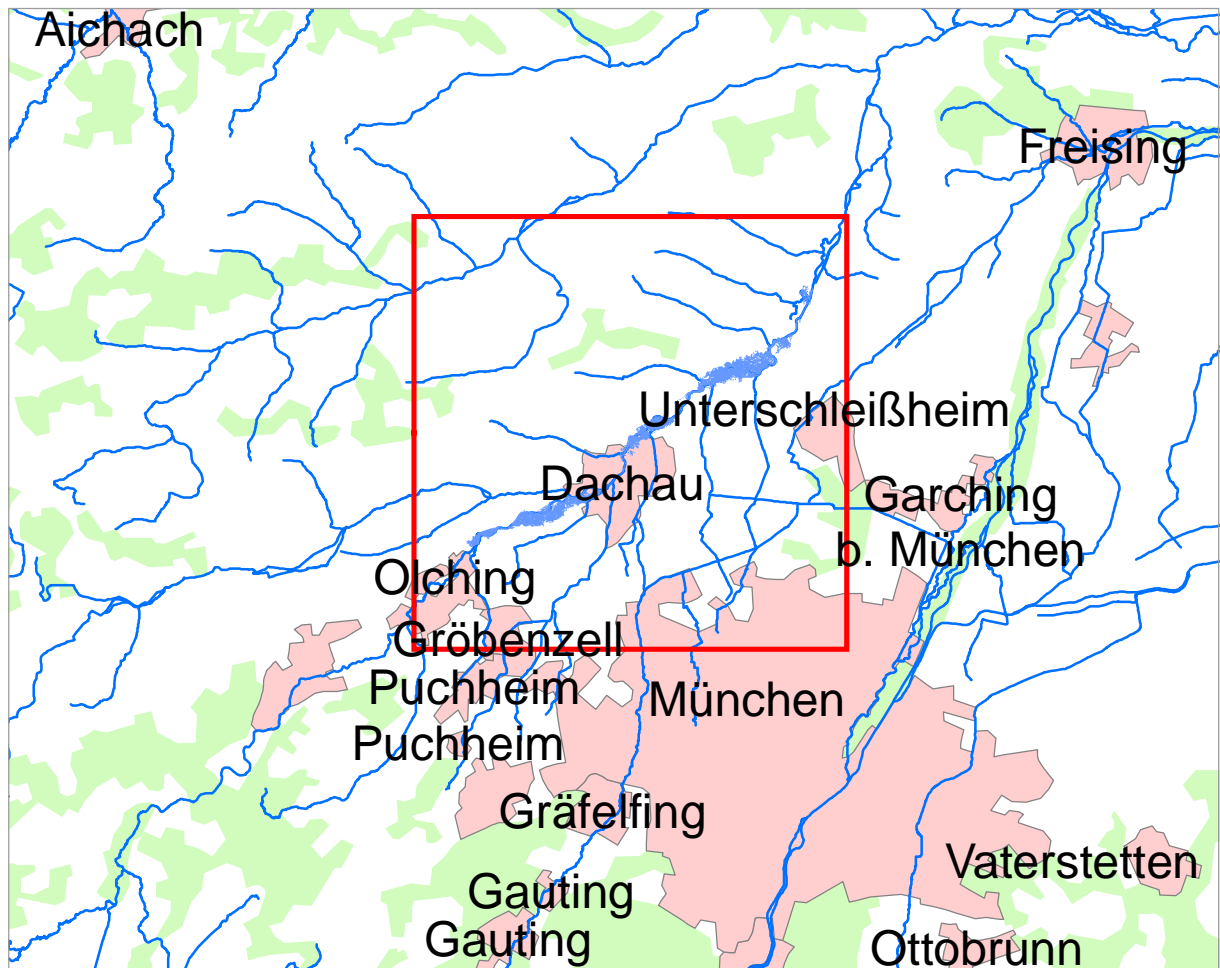 Aichach
Freising
Unterschleißheim
Dachau
Garching
b. München
Olching
Gröbenzell
Puchheim
München
Puchheim
Gräfelfing
Vaterstetten
Gauting
Gauting
Ottobrunn